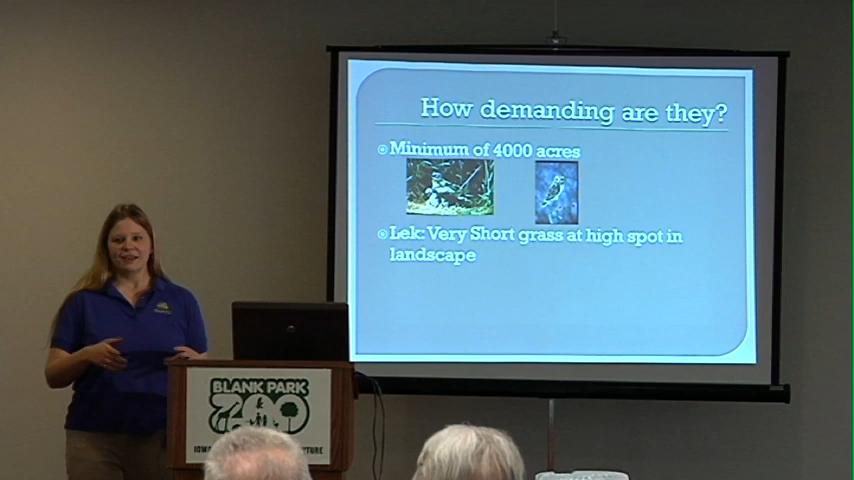 How demanding are they?
Minimum of 4000 acres
Lek: Very Short grass at high spot in
landscape
BLANK PARK
ZOO
&